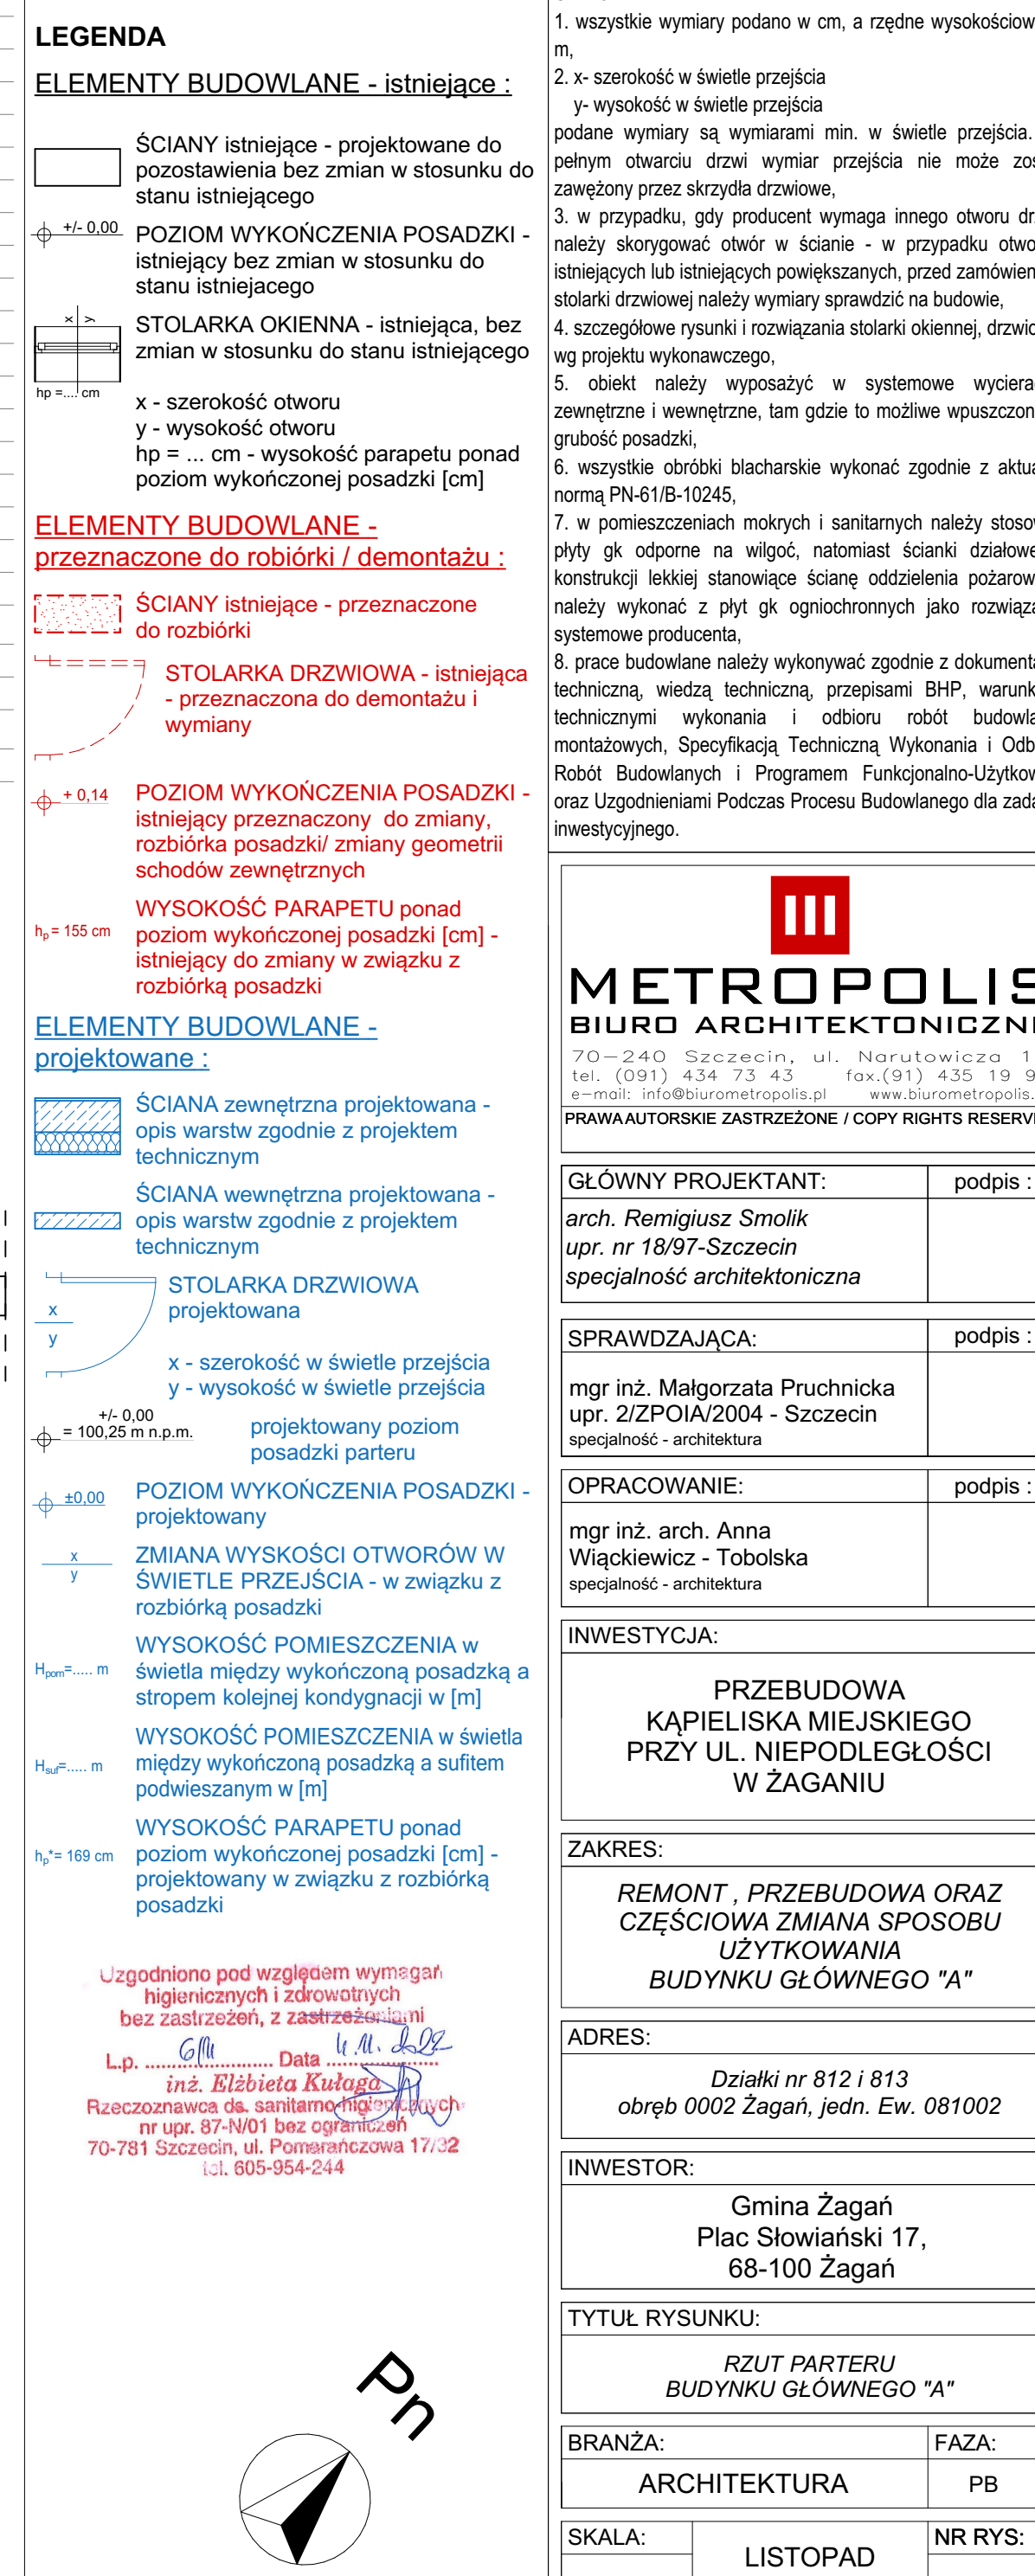 LEGENDA
ELEMENTY BUDOWLANE - istniejące :
ŚCIANY istniejące - projektowane do
pozostawienia bez zmian w stosunku do
stanu istniejącego
+/- 0,00
POZIOM WYKOŃCZENIA POSADZKI -
istniejący bez zmian w stosunku do
stanu istniejacego
x
y
hp =.... cm
STOLARKA OKIENNA - istniejąca, bez
zmian w stosunku do stanu istniejącego
x - szerokość otworu
y - wysokość otworu
hp = ... cm - wysokość parapetu ponad
poziom wykończonej posadzki [cm]
ELEMENTY BUDOWLANE -
przeznaczone do robiórki / demontażu :
ŚCIANY istniejące - przeznaczone
do rozbiórki
STOLARKA DRZWIOWA - istniejąca
- przeznaczona do demontażu i
wymiany
+ 0,14
POZIOM WYKOŃCZENIA POSADZKI -
istniejący przeznaczony do zmiany,
rozbiórka posadzki/ zmiany geometrii
schodów zewnętrznych
hp = 155 cm
WYSOKOŚĆ PARAPETU ponad
poziom wykończonej posadzki [cm] -
istniejący do zmiany w związku z
rozbiórką posadzki
ELEMENTY BUDOWLANE -
projektowane :
ŚCIANA zewnętrzna projektowana -
opis warstw zgodnie z projektem
technicznym
ŚCIANA wewnętrzna projektowana -
opis warstw zgodnie z projektem
technicznym
x
y
STOLARKA DRZWIOWA
projektowana
x - szerokość w świetle przejścia
y - wysokość w świetle przejścia
+/- 0,00
= 100,25 m n.p.m.
projektowany poziom
posadzki parteru
±0,00
POZIOM WYKOŃCZENIA POSADZKI -
projektowany
x
y
ZMIANA WYSKOŚCI OTWORÓW W
ŚWIETLE PRZEJŚCIA - w związku z
rozbiórką posadzki
Hpom=..... m
WYSOKOŚĆ POMIESZCZENIA w
świetla między wykończoną posadzką a
stropem kolejnej kondygnacji w [m]
Hsuf=..... m
WYSOKOŚĆ POMIESZCZENIA w świetla
między wykończoną posadzką a sufitem
podwieszanym w [m]
hp*= 169 cm
WYSOKOŚĆ PARAPETU ponad
poziom wykończonej posadzki [cm] -
projektowany w związku z rozbiórką
posadzki
Uzgodniono pod względem wymagań
higienicznych i zdrowotnych
bez zastrzeżeń, z zastrzeżeniami
L.p. ........ Data ........
inż. Elżbieta Kułaga
Rzeczoznawca ds. sanitarno-higienicznych
nr upr. 87-N/01 bez ograniczeń
70-781 Szczecin, ul. Pomarańczowa 17/32
tel. 605-954-244
Pn
1. wszystkie wymiary podano w cm, a rzędne wysokościow
m,
2. x- szerokość w świetle przejścia
y- wysokość w świetle przejścia
podane wymiary są wymiarami min. w świetle przejścia.
pełnym otwarciu drzwi wymiar przejścia nie może zos
zawężony przez skrzydła drzwiowe,
3. w przypadku, gdy producent wymaga innego otworu dr
należy skorygować otwór w ścianie - w przypadku otwo
istniejących lub istniejących powiększanych, przed zamówien
stolarki drzwiowej należy wymiary sprawdzić na budowie,
4. szczegółowe rysunki i rozwiązania stolarki okiennej, drzwio
wg projektu wykonawczego,
5. obiekt należy wyposażyć w systemowe wyciera
zewnętrzne i wewnętrzne, tam gdzie to możliwe wpuszczon
grubość posadzki,
6. wszystkie obróbki blacharskie wykonać zgodnie z aktua
normą PN-61/B-10245,
7. w pomieszczeniach mokrych i sanitarnych należy stoso
płyty gk odporne na wilgoć, natomiast ścianki działowe
konstrukcji lekkiej stanowiące ścianę oddzielenia pożarow
należy wykonać z płyt gk ogniochronnych jako rozwiąza
systemowe producenta,
8. prace budowlane należy wykonywać zgodnie z dokumenta
techniczną, wiedzą techniczną, przepisami BHP, warunk
technicznymi wykonania i odbioru robót budowla
montażowych, Specyfikacją Techniczną Wykonania i Odb
Robót Budowlanych i Programem Funkcjonalno-Użytkow
oraz Uzgodnieniami Podczas Procesu Budowlanego dla zada
inwestycyjnego.
METROPOLIS
BIURO ARCHITEKTONICZN
70-240 Szczecin, ul. Narutowicza 1
tel. (091) 434 73 43 fax.(91) 435 19 9
e-mail: info@biurometropolis.pl www.biurometropolis.
PRAWA AUTORSKIE ZASTRZEŻONE / COPY RIGHTS RESERV
GŁÓWNY PROJEKTANT: podpis :
arch. Remigiusz Smolik
upr. nr 18/97-Szczecin
specjalność architektoniczna
SPRAWDZAJĄCA: podpis :
mgr inż. Małgorzata Pruchnicka
upr. 2/ZPOIA/2004 - Szczecin
specjalność - architektura
OPRACOWANIE: podpis :
mgr inż. arch. Anna
Wiąckiewicz - Tobolska
specjalność - architektura
INWESTYCJA:
PRZEBUDOWA
KĄPIELISKA MIEJSKIEGO
PRZY UL. NIEPODLEGŁOŚCI
W ŻAGANIU
ZAKRES:
REMONT , PRZEBUDOWA ORAZ
CZĘŚCIOWA ZMIANA SPOSOBU
UŻYTKOWANIA
BUDYNKU GŁÓWNEGO "A"
ADRES:
Działki nr 812 i 813
obręb 0002 Żagań, jedn. Ew. 081002
INWESTOR:
Gmina Żagań
Plac Słowiański 17,
68-100 Żagań
TYTUŁ RYSUNKU:
RZUT PARTERU
BUDYNKU GŁÓWNEGO "A"
BRANŻA: FAZA:
ARCHITEKTURA PB
SKALA: LISTOPAD NR RYS: